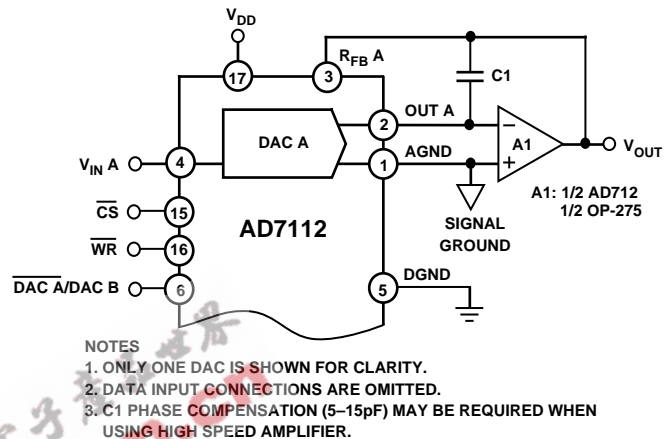 V_DD
R_FB A
17
3
C1
OUT A
2
DAC A
A1
V_IN A
4
1
AGND
V_OUT
A1: 1/2 AD712
1/2 OP-275
CS
15
SIGNAL
GROUND
AD7112
WR
16
DGND
DAC A/DAC B
6
5
NOTES
1. ONLY ONE DAC IS SHOWN FOR CLARITY.
2. DATA INPUT CONNECTIONS ARE OMITTED.
3. C1 PHASE COMPENSATION (5–15pF) MAY BE REQUIRED WHEN
USING HIGH SPEED AMPLIFIER.